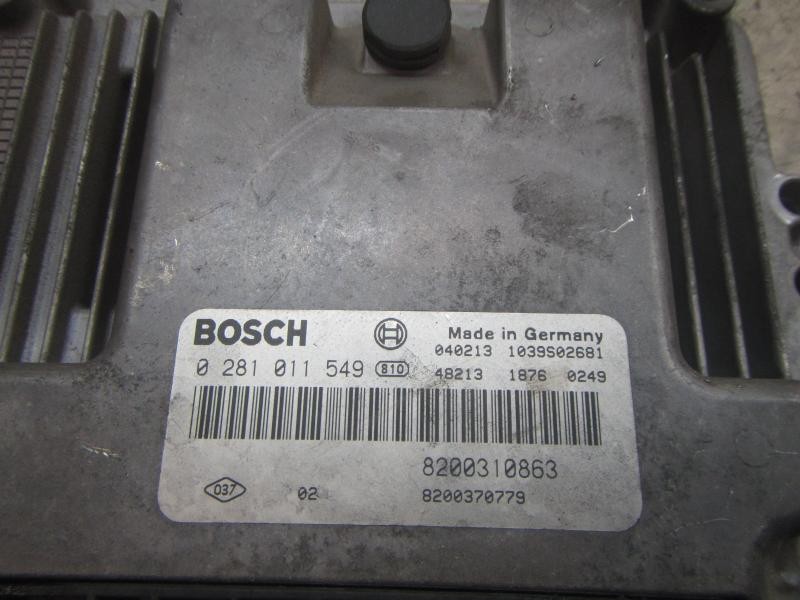 BOSCH Made in Germany
040213 1039S02681
0 281 011 549 810 48213 1876 0249
8200310863
037 02 8200370779